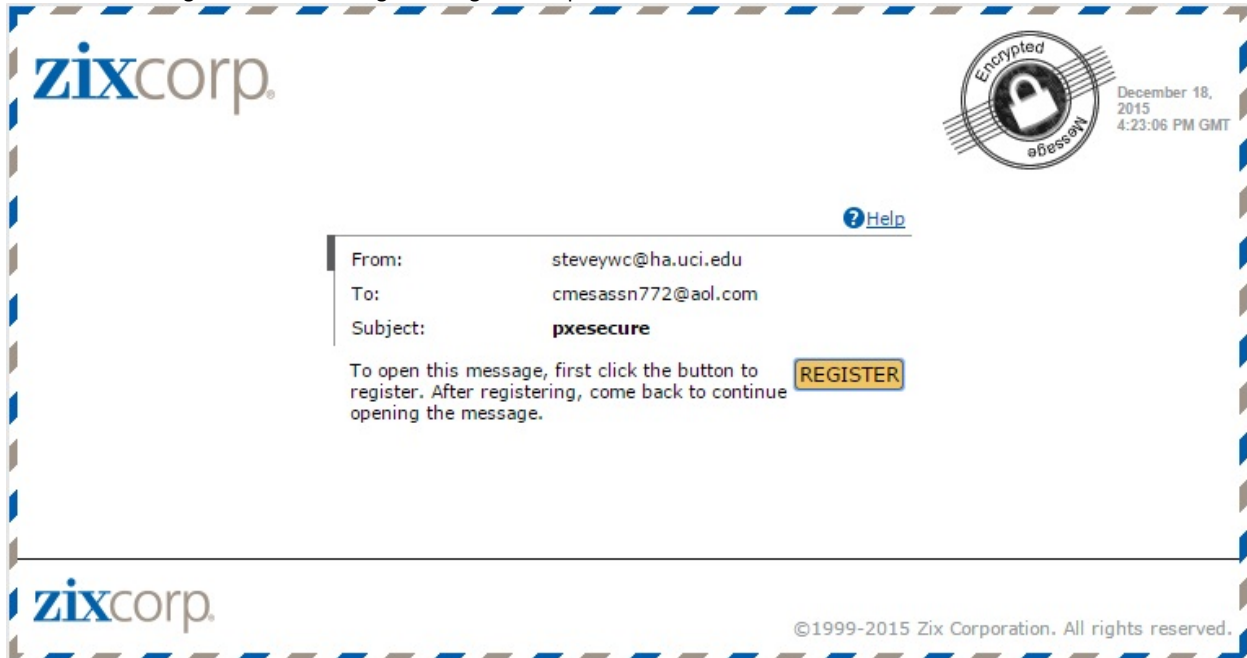 zixcorp.
Encrypted
Message
December 18,
2015
4:23:06 PM GMT
?Help
From: steveywc@ha.uci.edu
To: cmesassn772@aol.com
Subject: pxesecure
To open this message, first click the button to
register. After registering, come back to continue
opening the message.
REGISTER
zixcorp.
©1999-2015 Zix Corporation. All rights reserved.